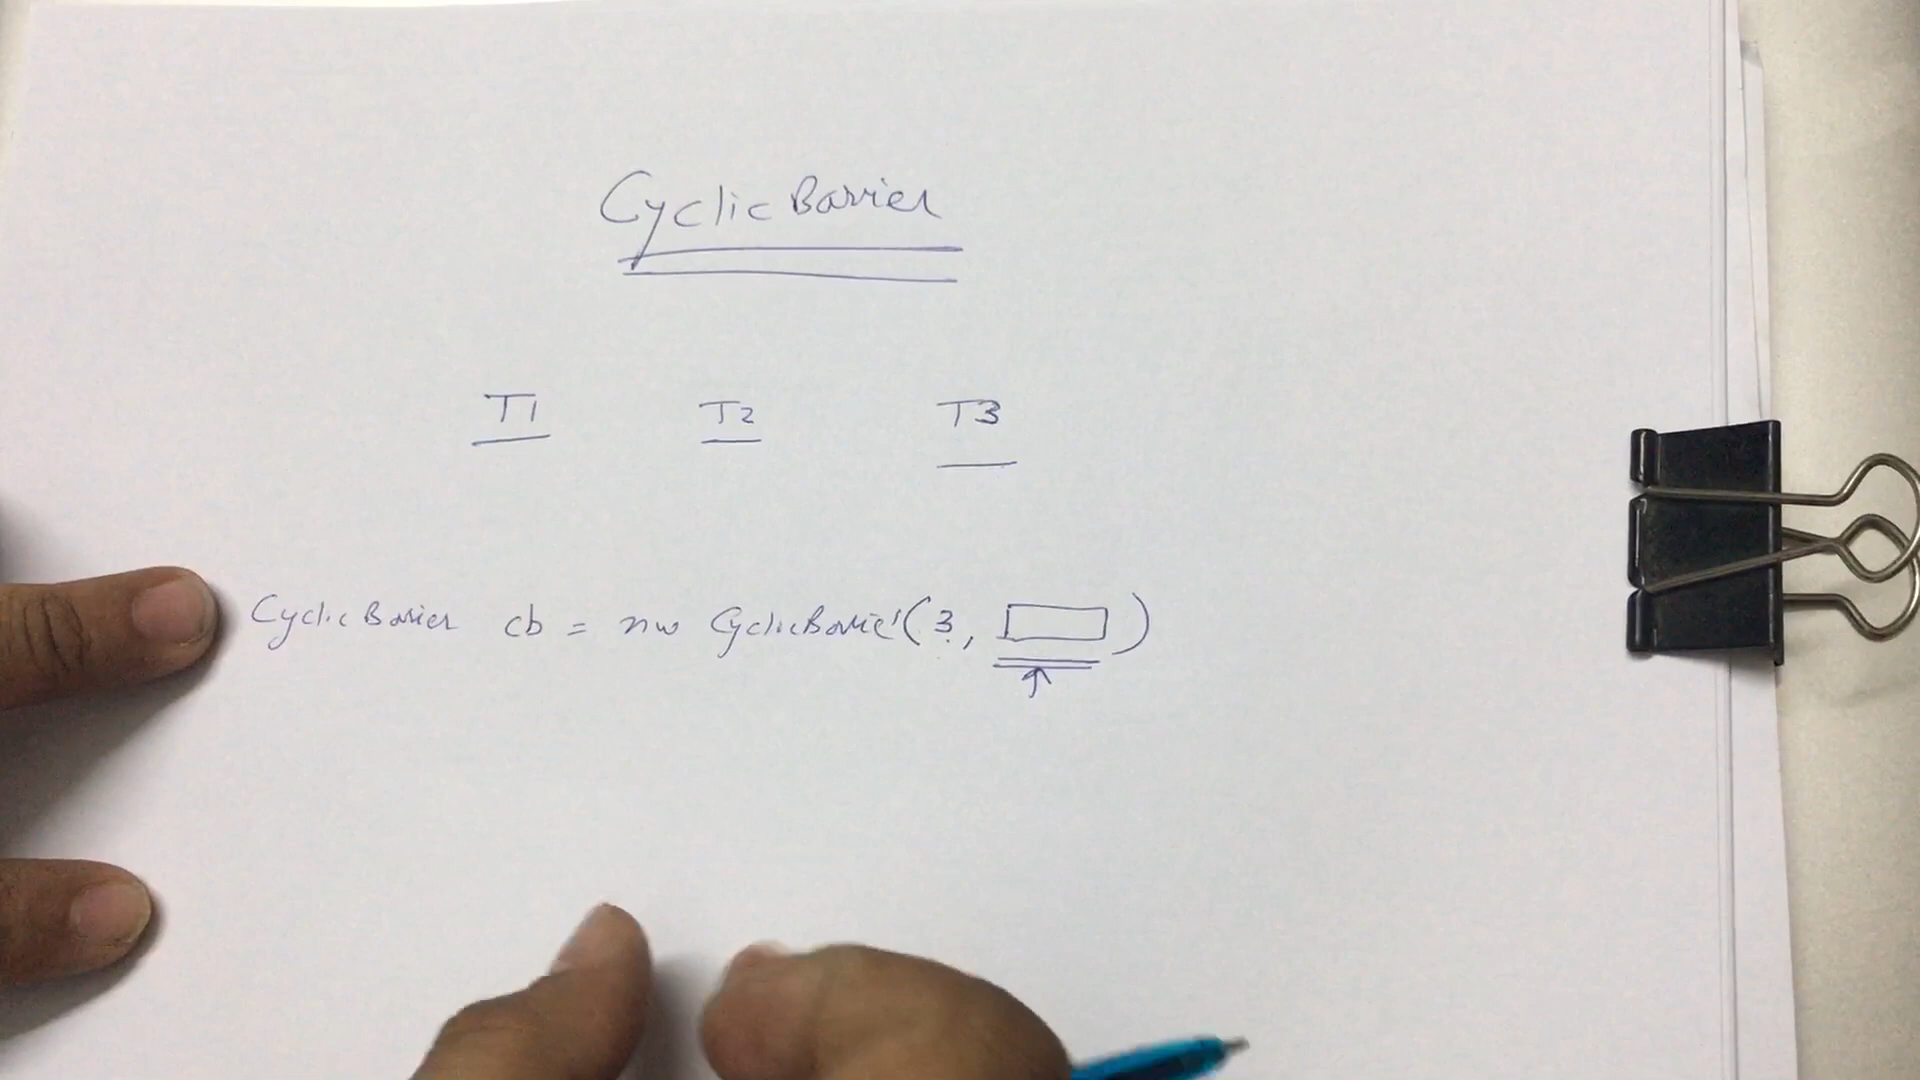 CyclicBarrier
T1 T2 T3
CyclicBarrier cb = new CyclicBarrier(3, )